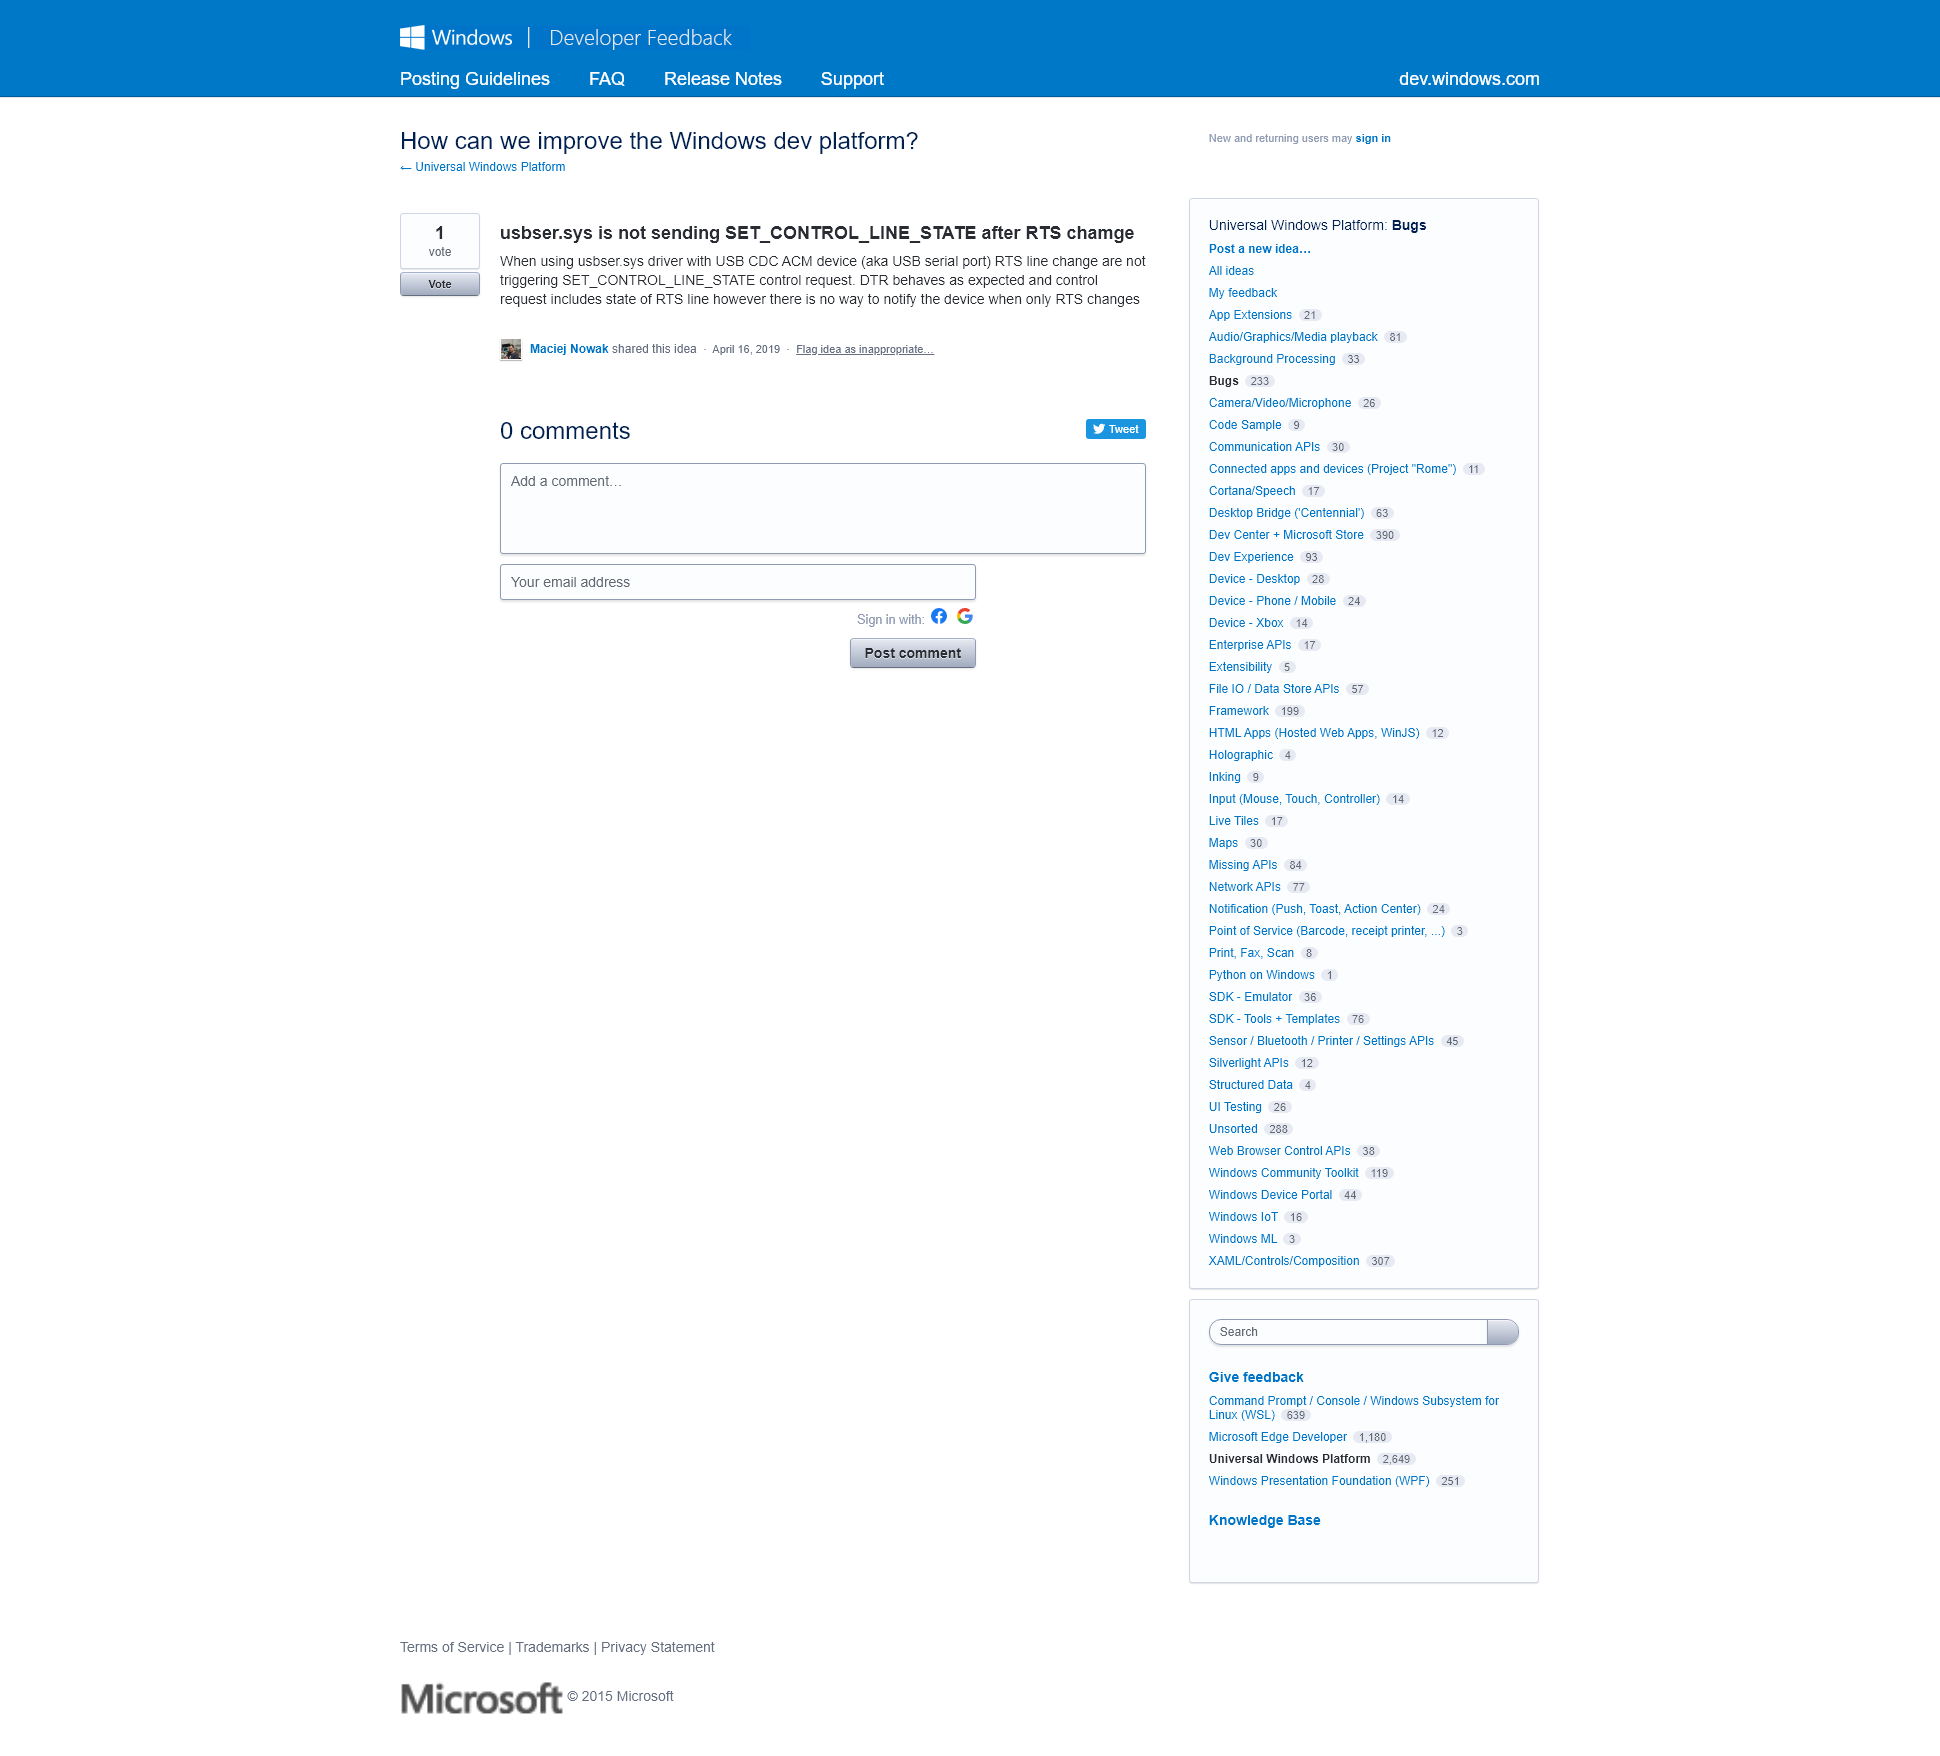 Windows | Developer Feedback
Posting Guidelines FAQ Release Notes Support dev.windows.com
How can we improve the Windows dev platform?
← Universal Windows Platform
New and returning users may sign in
1
vote
Vote
usbser.sys is not sending SET_CONTROL_LINE_STATE after RTS chamge
When using usbser.sys driver with USB CDC ACM device (aka USB serial port) RTS line change are not
triggering SET_CONTROL_LINE_STATE control request. DTR behaves as expected and control
request includes state of RTS line however there is no way to notify the device when only RTS changes
Maciej Nowak shared this idea · April 16, 2019 · Flag idea as inappropriate…
0 comments
Tweet
Add a comment…
Your email address
Sign in with:
Post comment
Universal Windows Platform: Bugs
Post a new idea…
All ideas
My feedback
App Extensions 21
Audio/Graphics/Media playback 81
Background Processing 33
Bugs 233
Camera/Video/Microphone 26
Code Sample 9
Communication APIs 30
Connected apps and devices (Project "Rome") 11
Cortana/Speech 17
Desktop Bridge ('Centennial') 63
Dev Center + Microsoft Store 390
Dev Experience 93
Device - Desktop 28
Device - Phone / Mobile 24
Device - Xbox 14
Enterprise APIs 17
Extensibility 5
File IO / Data Store APIs 57
Framework 199
HTML Apps (Hosted Web Apps, WinJS) 12
Holographic 4
Inking 9
Input (Mouse, Touch, Controller) 14
Live Tiles 17
Maps 30
Missing APIs 84
Network APIs 77
Notification (Push, Toast, Action Center) 24
Point of Service (Barcode, receipt printer, ...) 3
Print, Fax, Scan 8
Python on Windows 1
SDK - Emulator 36
SDK - Tools + Templates 76
Sensor / Bluetooth / Printer / Settings APIs 45
Silverlight APIs 12
Structured Data 4
UI Testing 26
Unsorted 288
Web Browser Control APIs 38
Windows Community Toolkit 119
Windows Device Portal 44
Windows IoT 16
Windows ML 3
XAML/Controls/Composition 307
Search
Give feedback
Command Prompt / Console / Windows Subsystem for
Linux (WSL) 639
Microsoft Edge Developer 1,180
Universal Windows Platform 2,649
Windows Presentation Foundation (WPF) 251
Knowledge Base
Terms of Service | Trademarks | Privacy Statement
Microsoft © 2015 Microsoft